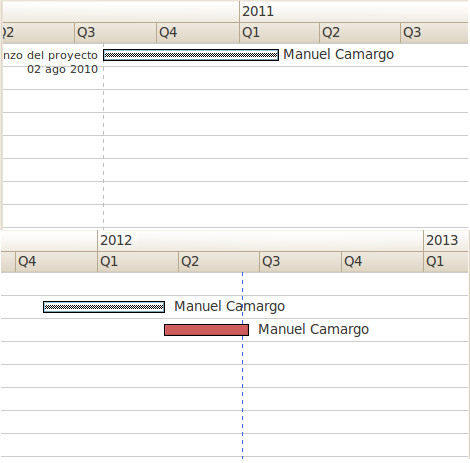 2011
Q2 Q3 Q4 Q1 Q2 Q3
nzo del proyecto
02 ago 2010
Manuel Camargo
2012 2013
Q4 Q1 Q2 Q3 Q4 Q1
Manuel Camargo
Manuel Camargo